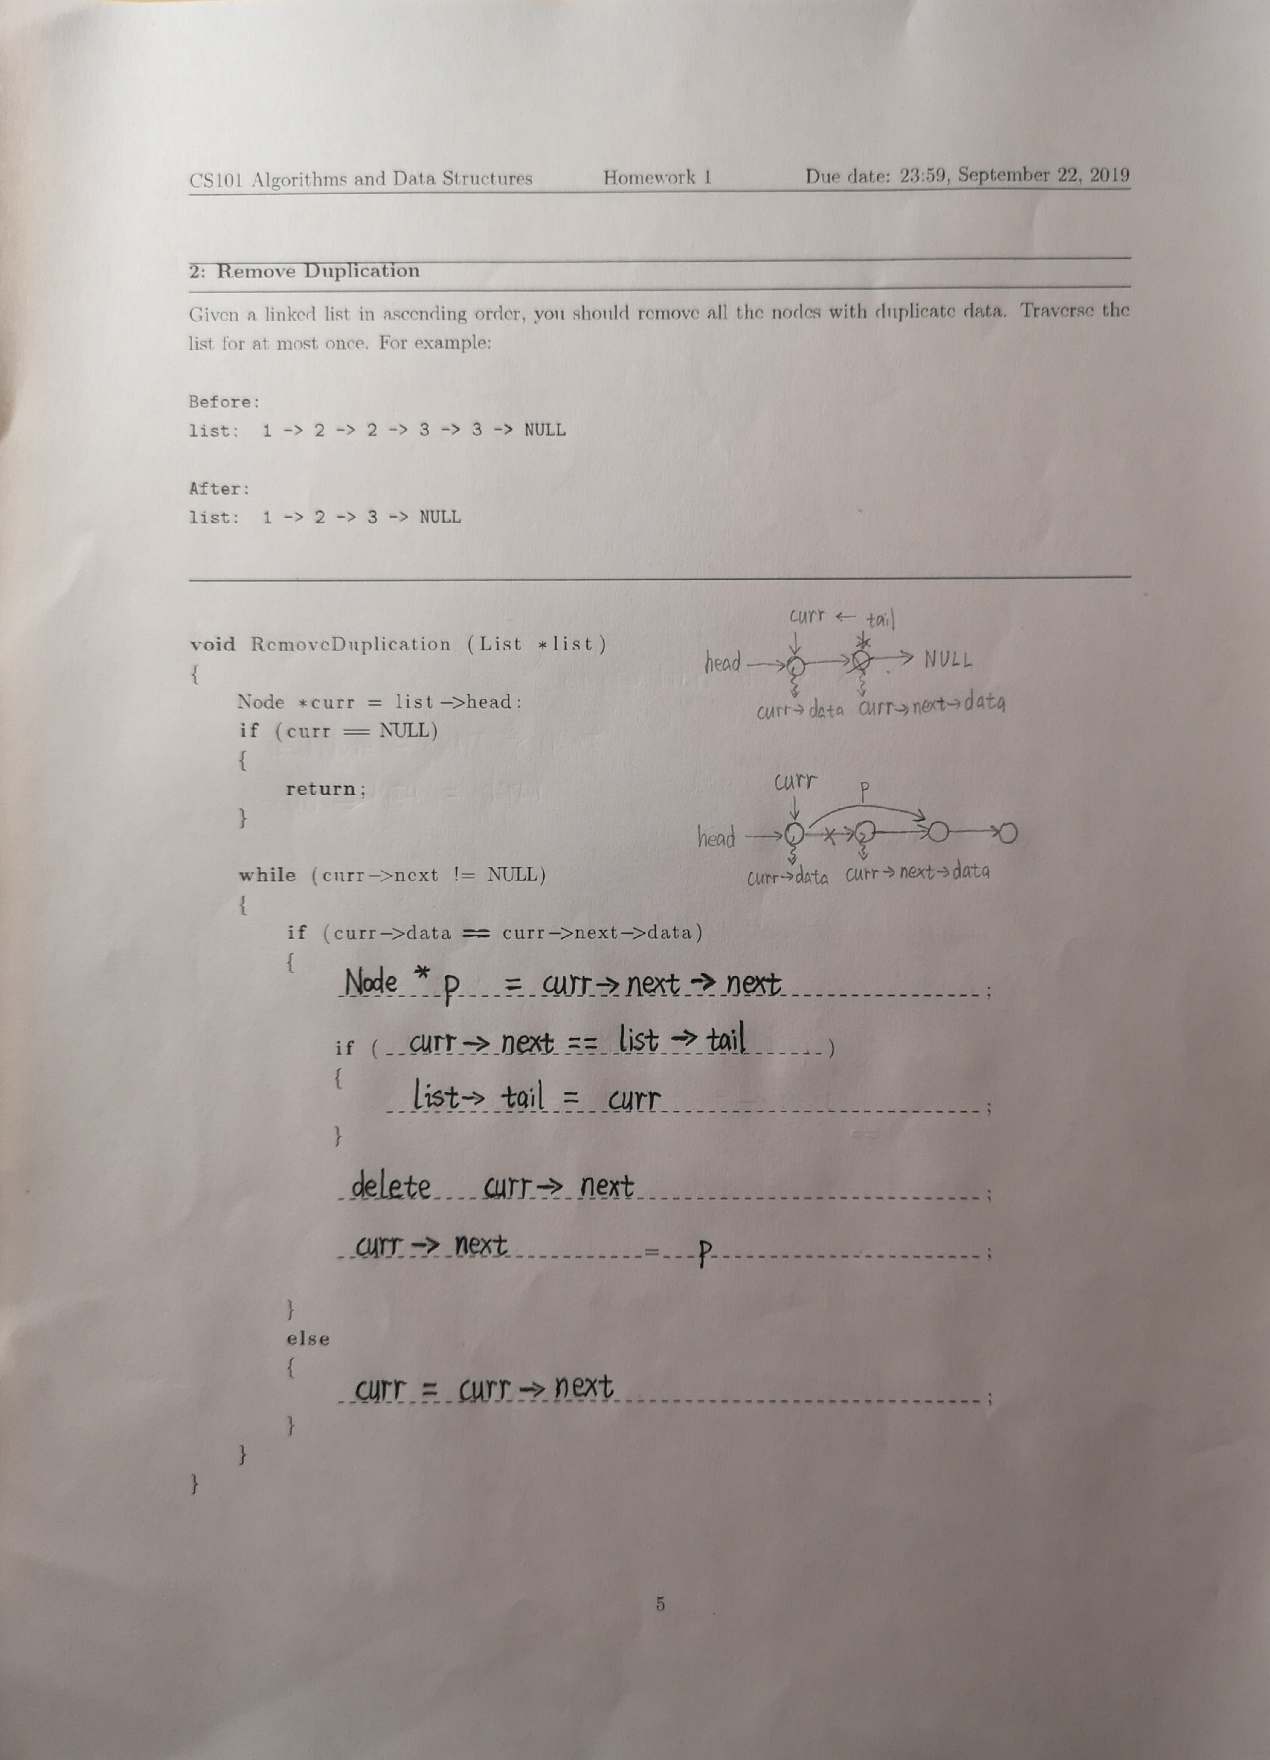 CS101 Algorithms and Data Structures Homework 1 Due date: 23:59, September 22, 2019
2: Remove Duplication
Given a linked list in ascending order, you should remove all the nodes with duplicate data. Traverse the
list for at most once. For example:
Before:
list: 1 -> 2 -> 2 -> 3 -> 3 -> NULL
After:
list: 1 -> 2 -> 3 -> NULL
curr ← tail
void RemoveDuplication (List *list)
head → → → NULL
{
Node *curr = list->head;
curr→data curr→next→data
if (curr == NULL)
{
curr p
return;
}
head
while (curr->next != NULL)
curr→data curr→next→data
{
if (curr->data == curr->next->data)
{
Node * p = curr→next→next ;
if ( curr→next == list→tail )
{
list→tail = curr ;
}
delete curr→next ;
curr→next = p ;
}
else
{
curr = curr→next ;
}
}
}
5